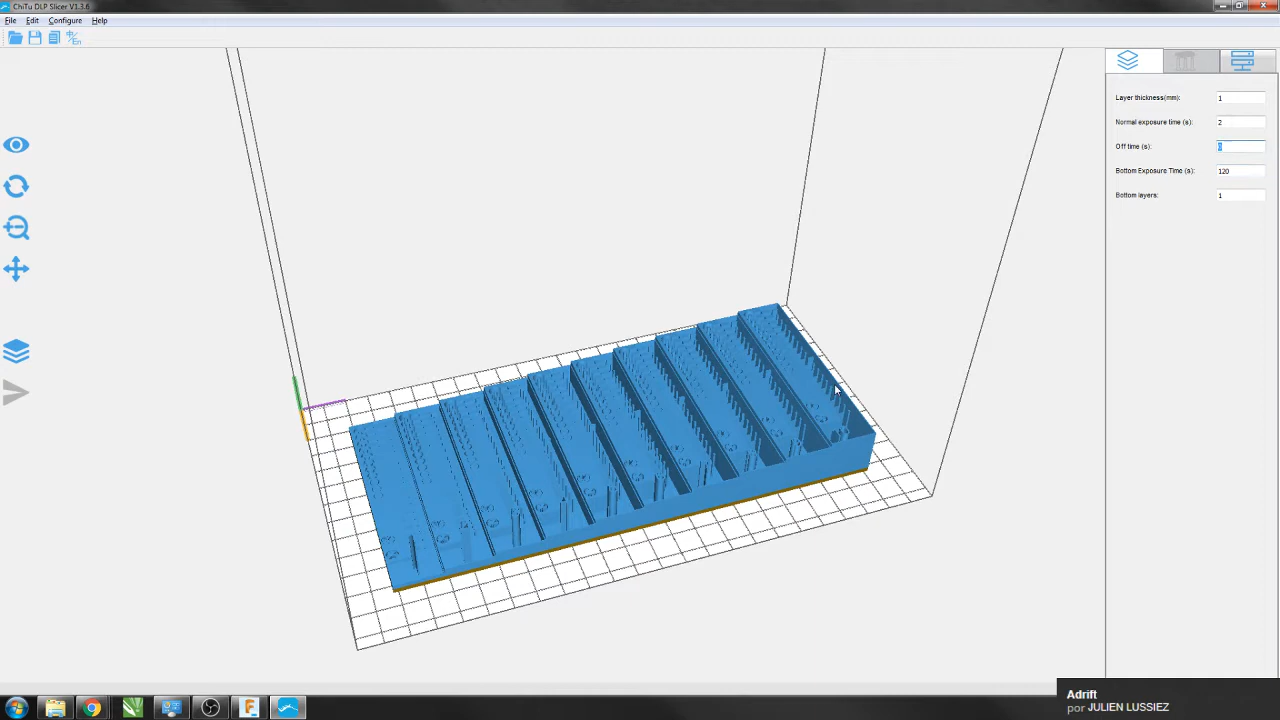 ChiTu DLP Slicer V1.3.6
File Edit Configure Help
Layer thickness(mm): 1
Normal exposure time (s): 2
Off time (s): 0
Bottom Exposure Time (s): 120
Bottom layers: 1
Adrift
por JULIEN LUSSIEZ